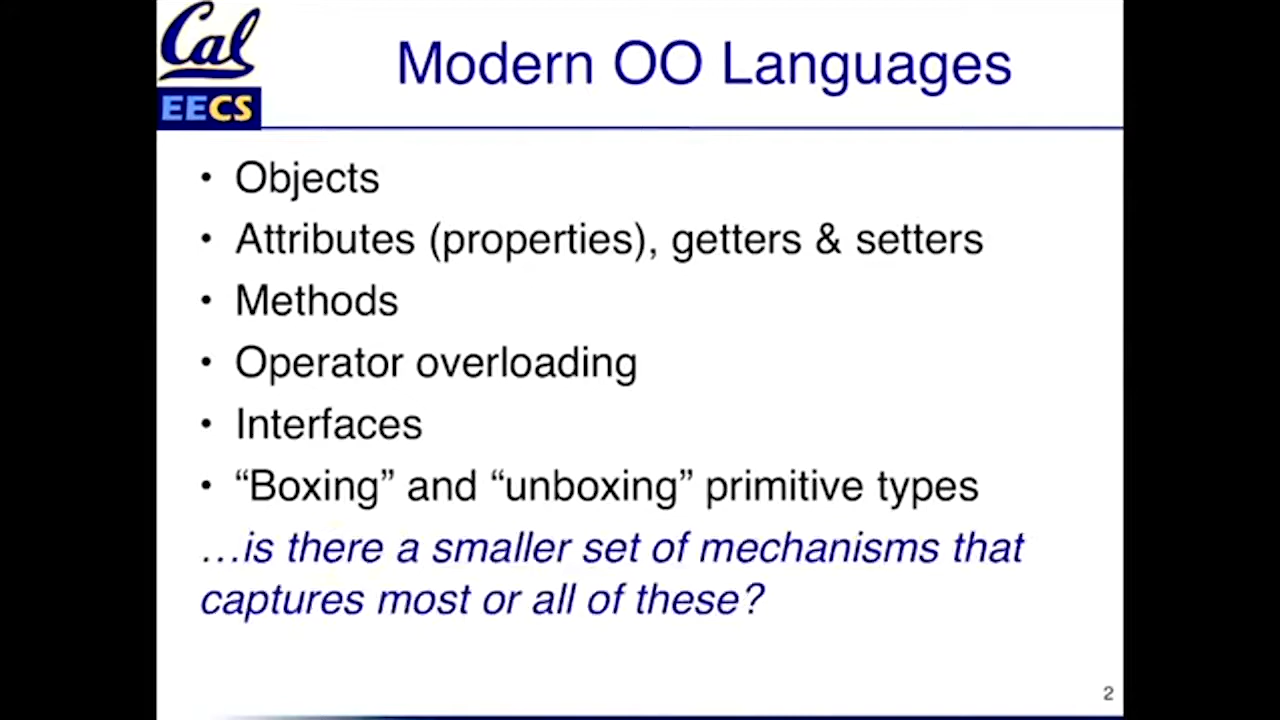 Cal
EECS
Modern OO Languages
• Objects
• Attributes (properties), getters & setters
• Methods
• Operator overloading
• Interfaces
• “Boxing” and “unboxing” primitive types
…is there a smaller set of mechanisms that
captures most or all of these?
2